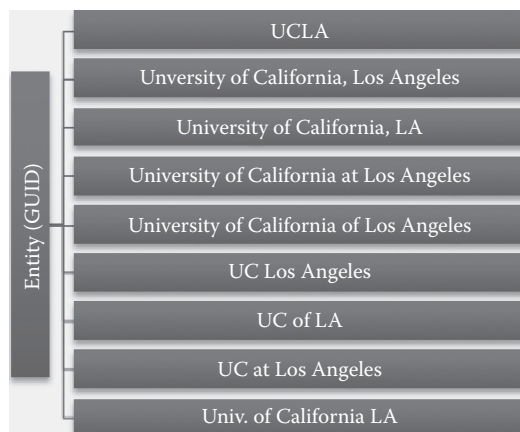 UCLA
Unversity of California, Los Angeles
University of California, LA
University of California at Los Angeles
University of California of Los Angeles
UC Los Angeles
UC of LA
UC at Los Angeles
Univ. of California LA
Entity (GUID)